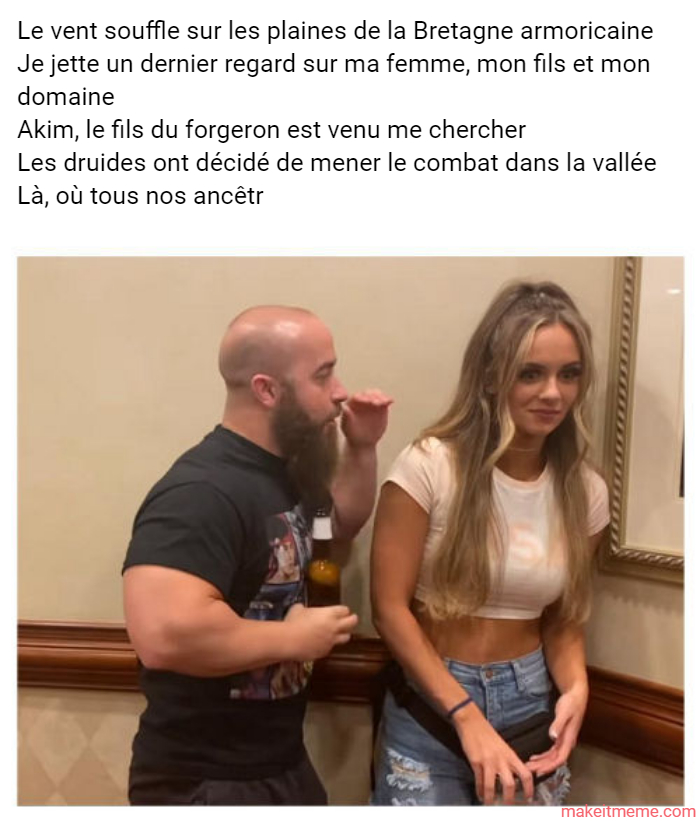 Le vent souffle sur les plaines de la Bretagne armoricaine
Je jette un dernier regard sur ma femme, mon fils et mon
domaine
Akim, le fils du forgeron est venu me chercher
Les druides ont décidé de mener le combat dans la vallée
Là, où tous nos ancêtr
makeitmeme.com